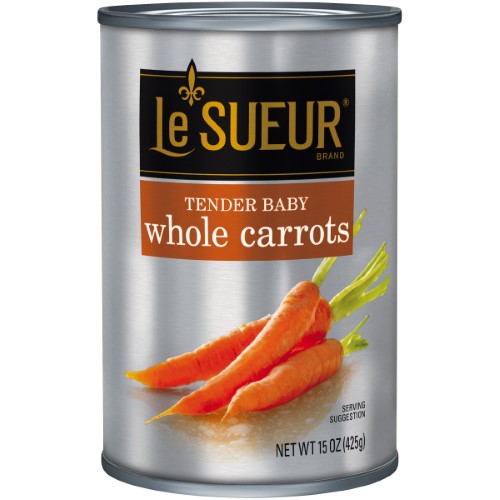 Le SUEUR®
BRAND
TENDER BABY
whole carrots
SERVING
SUGGESTION
NET WT 15 OZ (425g)